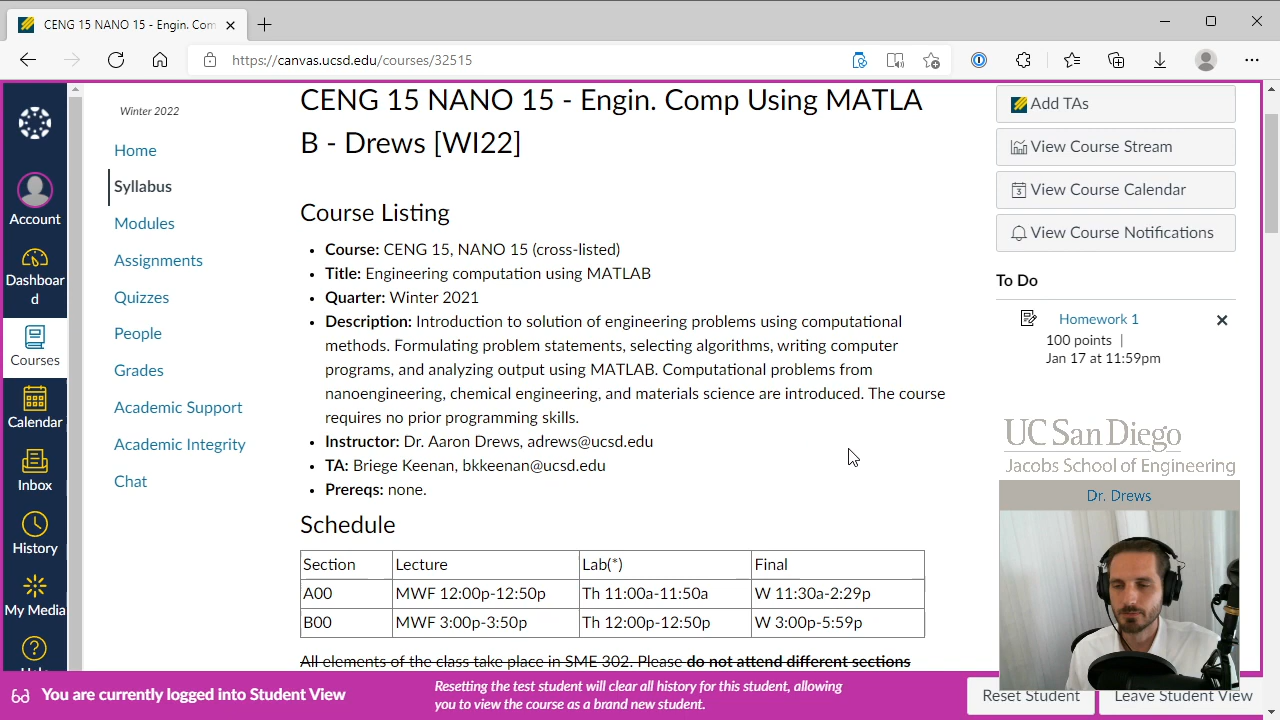 CENG 15 NANO 15 - Engin. Com
https://canvas.ucsd.edu/courses/32515
Winter 2022
Home
Syllabus
Modules
Assignments
Quizzes
People
Grades
Academic Support
Academic Integrity
Chat
Account
Dashboar
d
Courses
Calendar
Inbox
History
My Media
CENG 15 NANO 15 - Engin. Comp Using MATLA
B - Drews [WI22]
Course Listing
• Course: CENG 15, NANO 15 (cross-listed)
• Title: Engineering computation using MATLAB
• Quarter: Winter 2021
• Description: Introduction to solution of engineering problems using computational
methods. Formulating problem statements, selecting algorithms, writing computer
programs, and analyzing output using MATLAB. Computational problems from
nanoengineering, chemical engineering, and materials science are introduced. The course
requires no prior programming skills.
• Instructor: Dr. Aaron Drews, adrews@ucsd.edu
• TA: Briege Keenan, bkkeenan@ucsd.edu
• Prereqs: none.
Schedule
Section Lecture Lab(*) Final
A00 MWF 12:00p-12:50p Th 11:00a-11:50a W 11:30a-2:29p
B00 MWF 3:00p-3:50p Th 12:00p-12:50p W 3:00p-5:59p
All elements of the class take place in SME 302. Please do not attend different sections
Add TAs
View Course Stream
3 View Course Calendar
View Course Notifications
To Do
Homework 1
100 points |
Jan 17 at 11:59pm
UC San Diego
Jacobs School of Engineering
Dr. Drews
You are currently logged into Student View
Resetting the test student will clear all history for this student, allowing
you to view the course as a brand new student.
Reset Student
Leave Student View